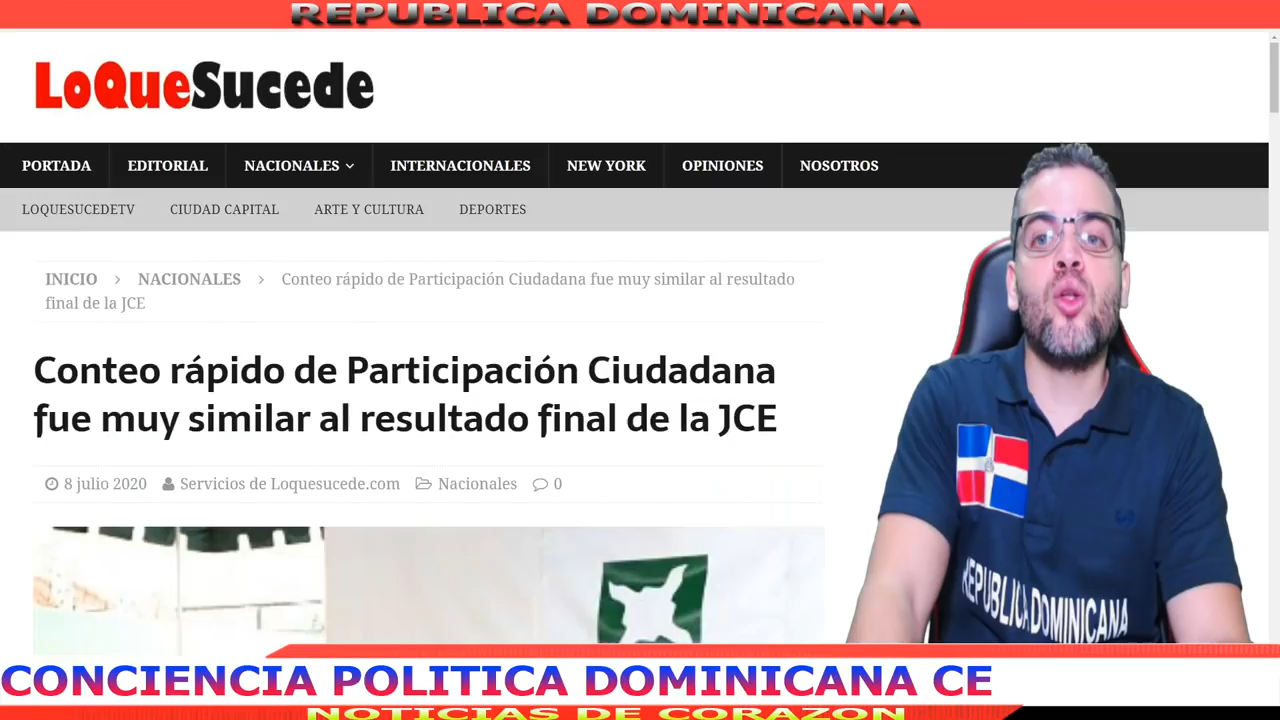 REPUBLICA DOMINICANA
LoQueSucede
PORTADA EDITORIAL NACIONALES INTERNACIONALES NEW YORK OPINIONES NOSOTROS
LOQUESUCEDETV CIUDAD CAPITAL ARTE Y CULTURA DEPORTES
INICIO > NACIONALES > Conteo rápido de Participación Ciudadana fue muy similar al resultado
final de la JCE
Conteo rápido de Participación Ciudadana
fue muy similar al resultado final de la JCE
8 julio 2020 Servicios de Loquesucede.com Nacionales 0
REPUBLICA DOMINICANA
CONCIENCIA POLITICA DOMINICANA CE
NOTICIAS DE CORAZON